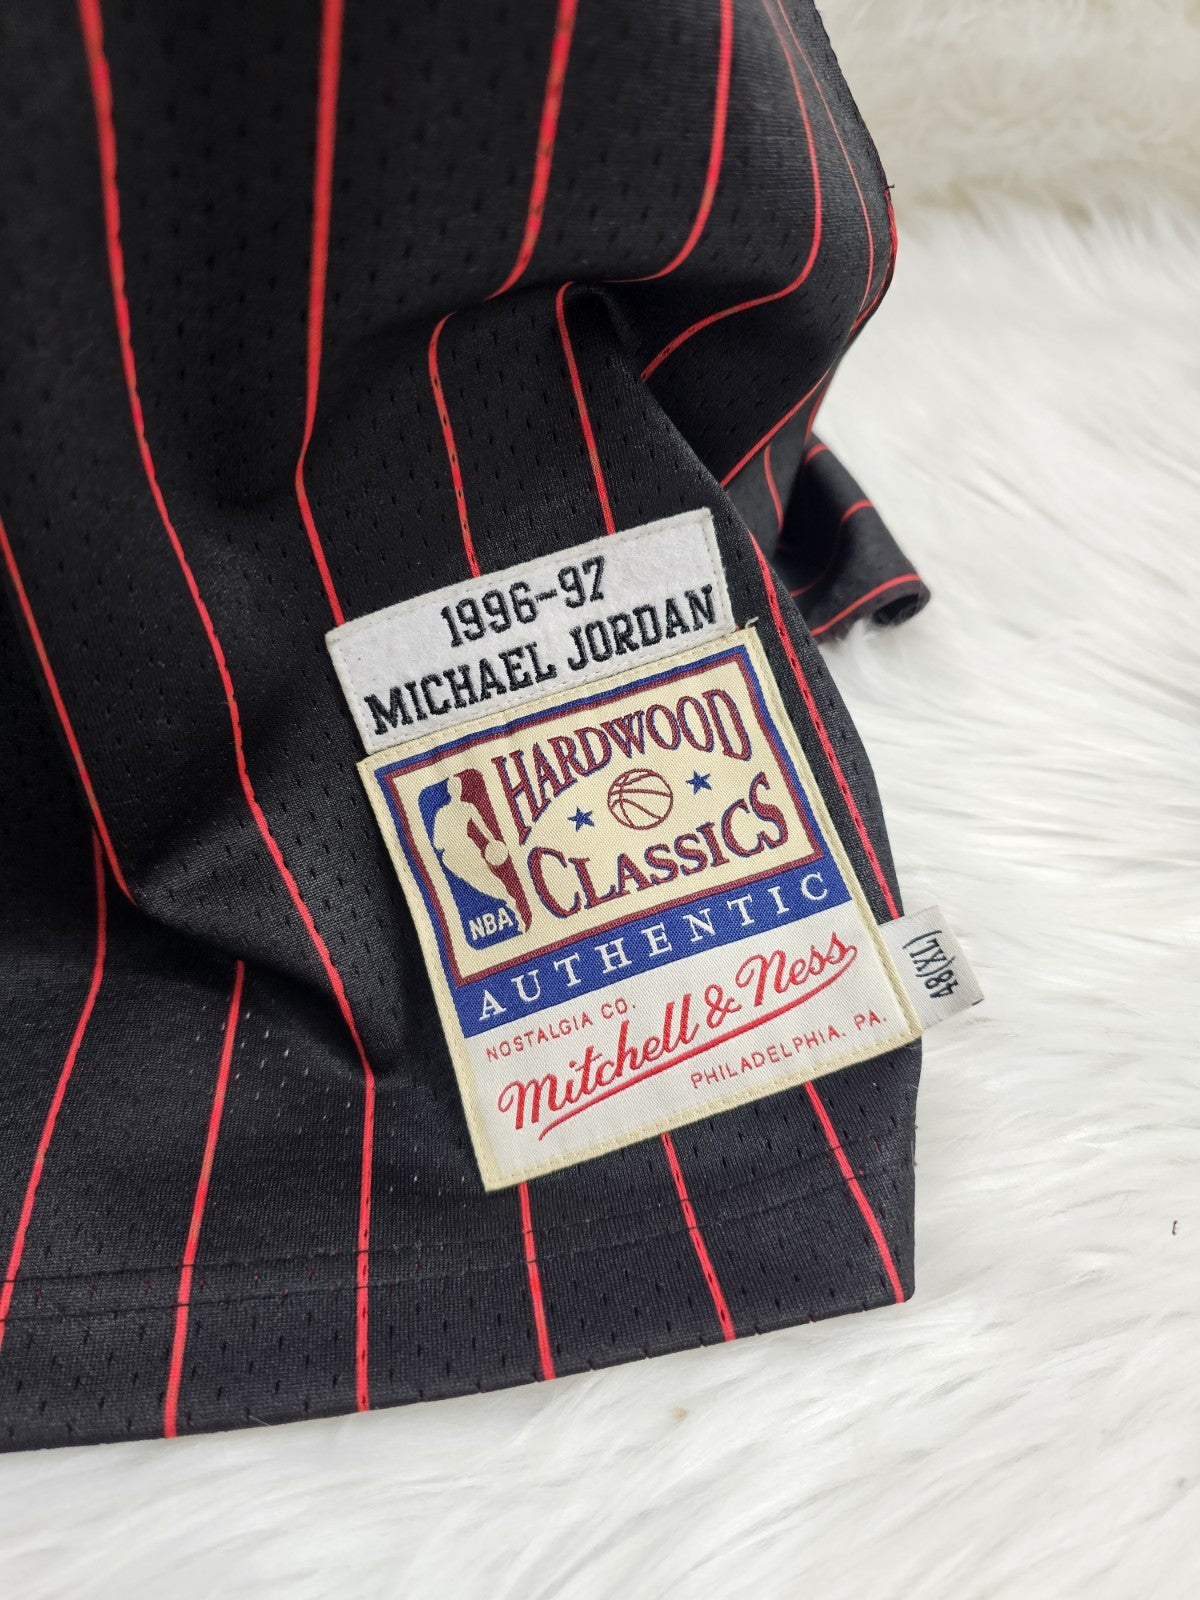 1996-97
MICHAEL JORDAN
HARDWOOD
CLASSICS
NBA
AUTHENTIC
NOSTALGIA CO.
Mitchell & Ness
PHILADELPHIA, PA.
48(XL)